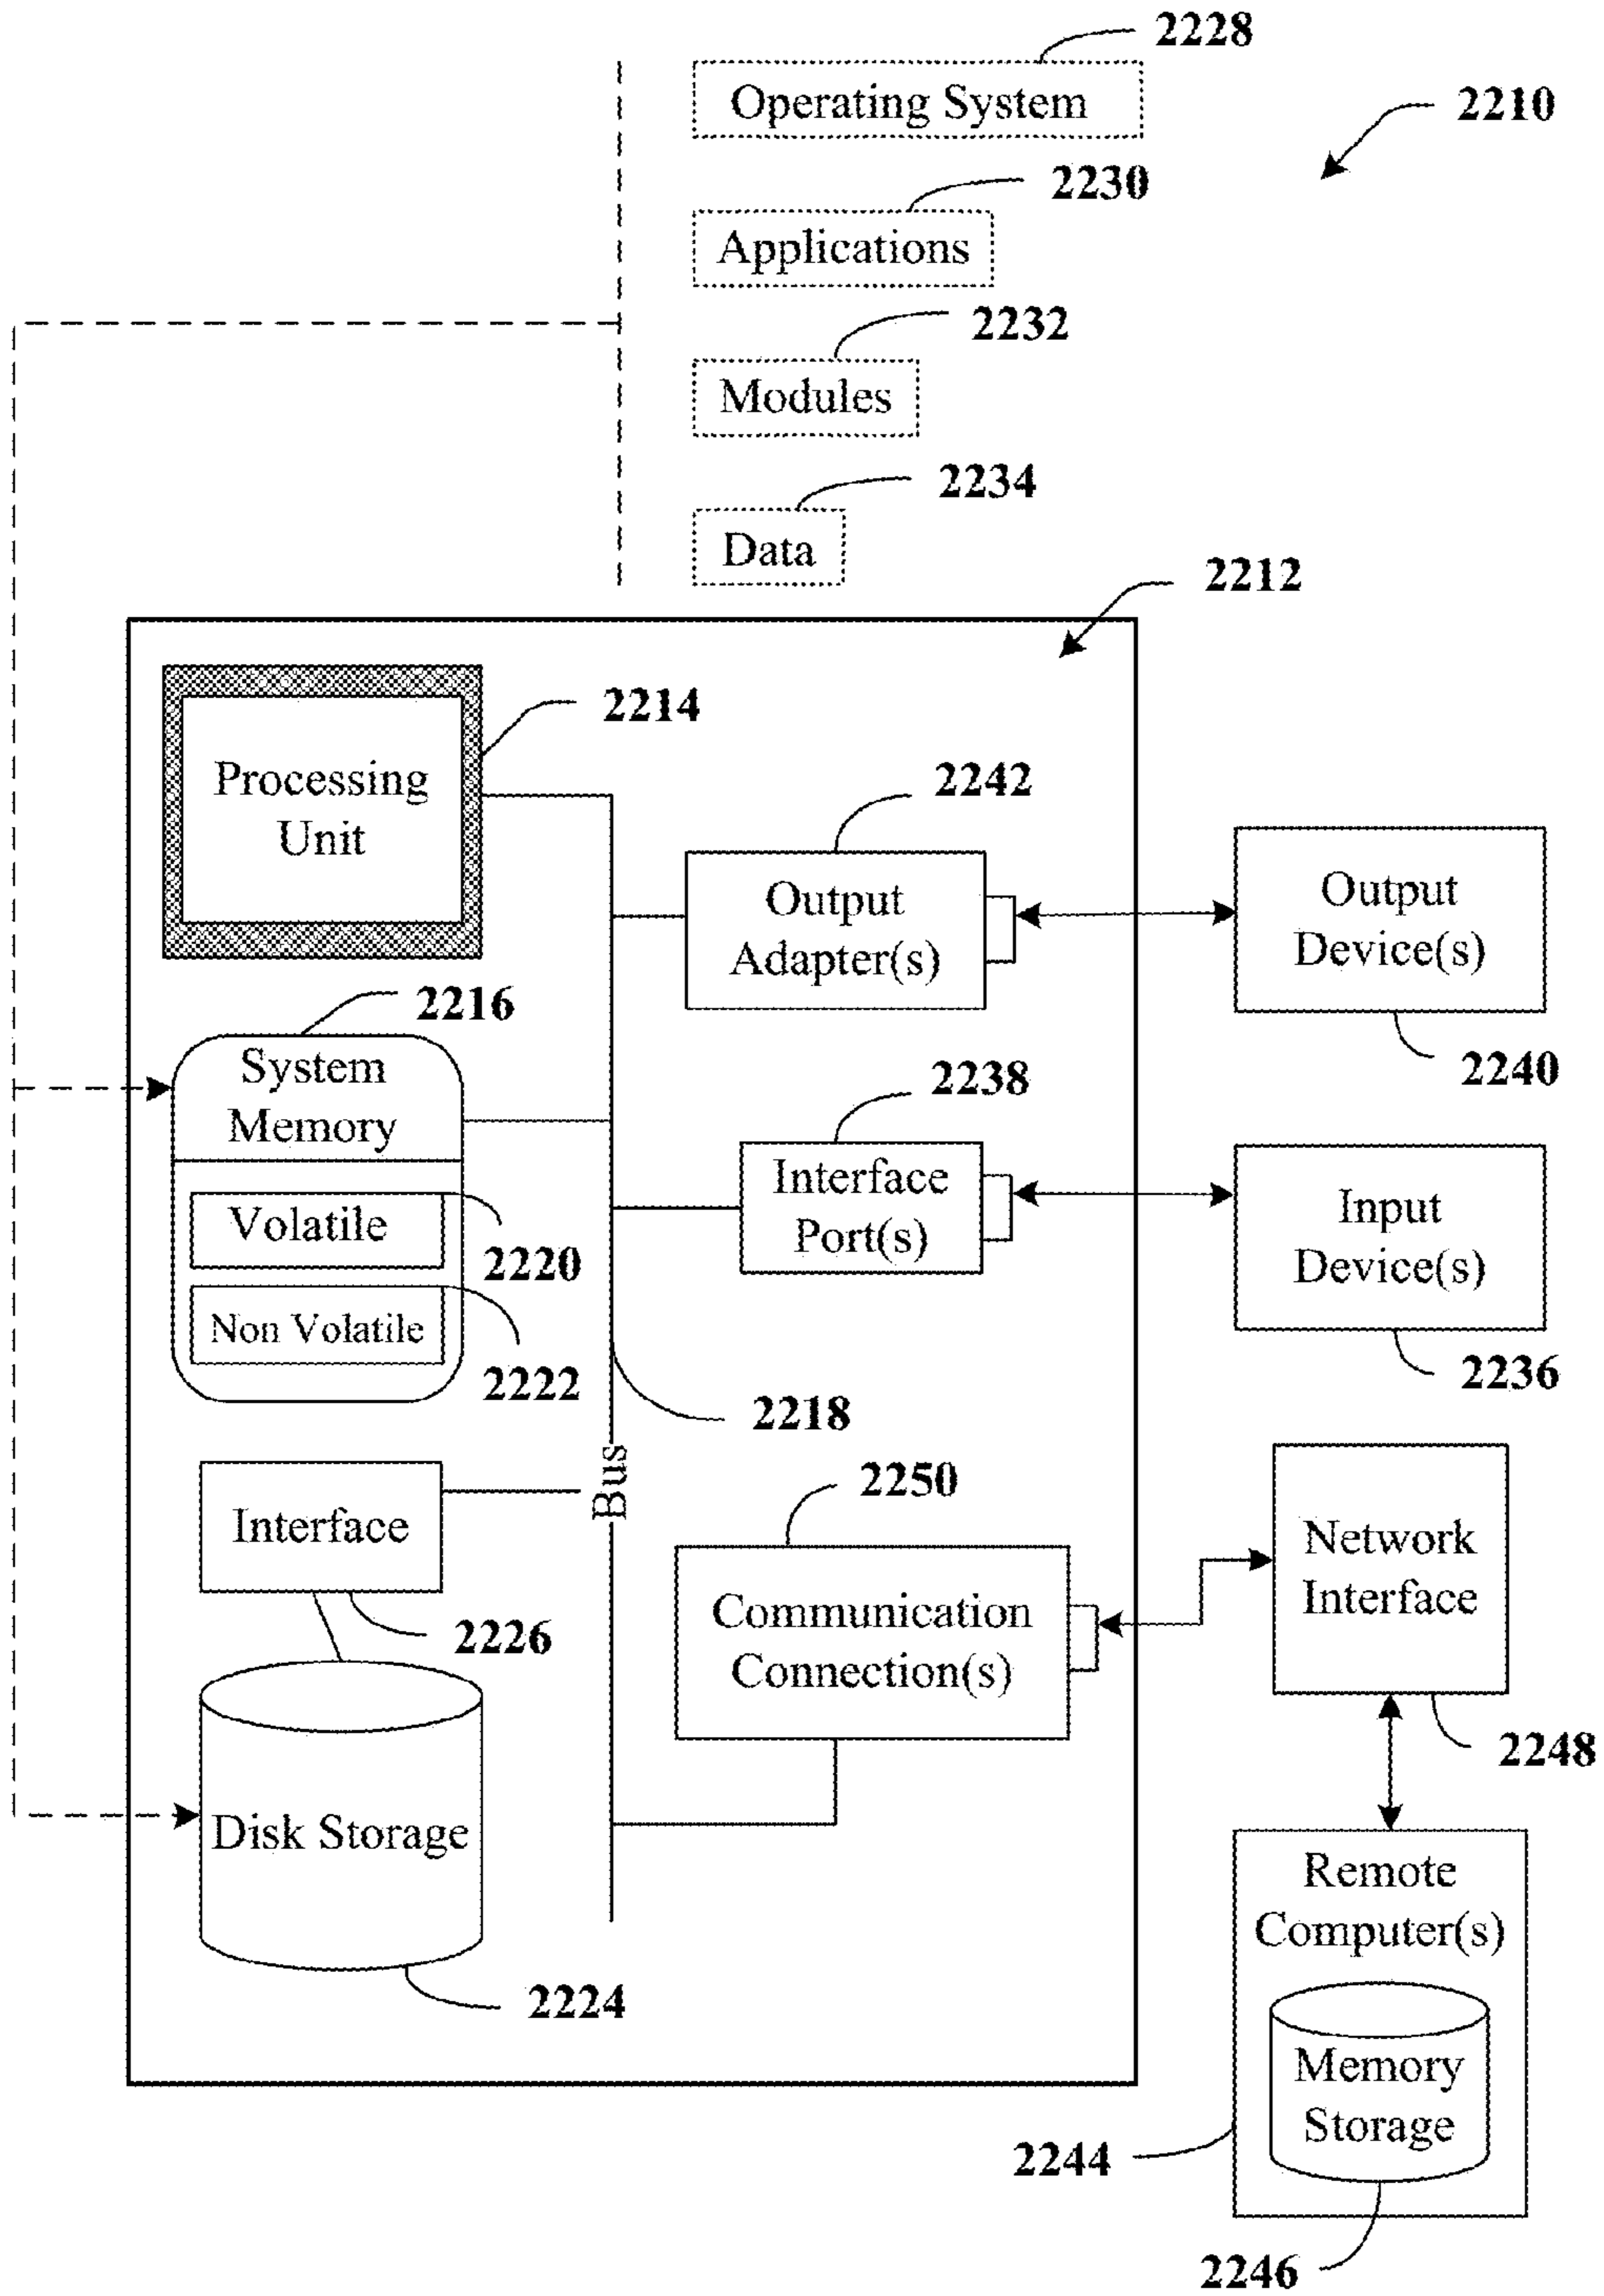 2228
Operating System
2210
2230
Applications
2232
Modules
2234
Data
2212
2214
Processing
Unit
2242
Output
Adapter(s)
Output
Device(s)
2240
2216
System
Memory
Volatile
2220
Non Volatile
2222
2238
Interface
Port(s)
Input
Device(s)
2236
2218
Bus
Interface
2226
2250
Communication
Connection(s)
Network
Interface
2248
Disk Storage
2224
Remote
Computer(s)
Memory
Storage
2244
2246